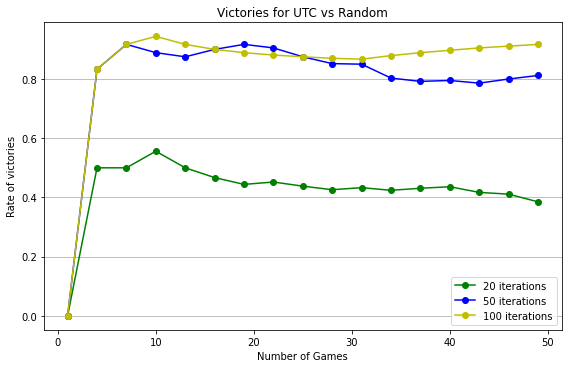 Victories for UTC vs Random
Rate of victories
0.8
0.6
0.4
0.2
0.0
0
10
20
30
40
50
Number of Games
20 iterations
50 iterations
100 iterations